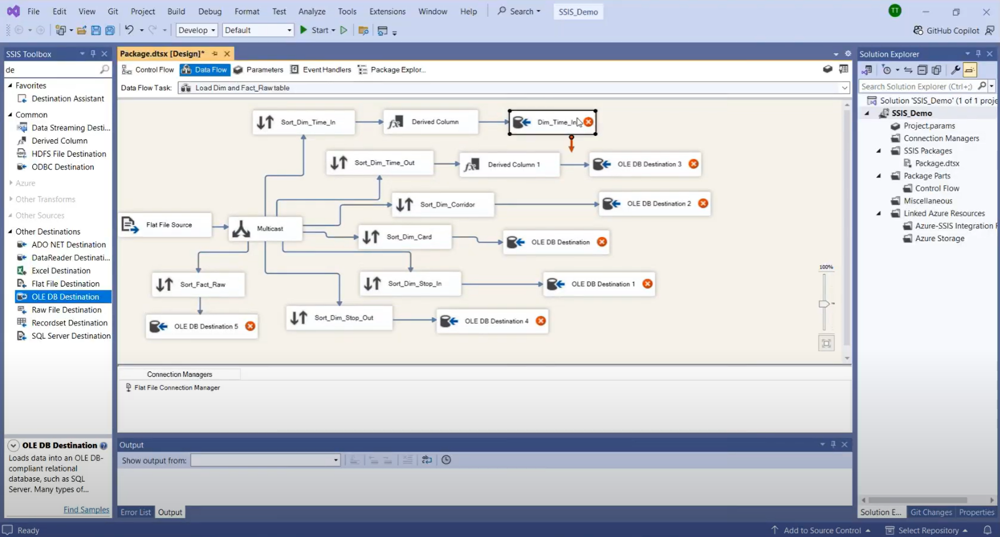 File Edit View Git Project Build Debug Format Test Analyze Tools Extensions Window Help Search SSIS_Demo TT
Develop Default Start GitHub Copilot
SSIS Toolbox
de
Favorites
Destination Assistant
Common
Data Streaming Desti...
Derived Column
HDFS File Destination
ODBC Destination
Azure
Other Transforms
Other Sources
Other Destinations
ADO NET Destination
DataReader Destinati...
Excel Destination
Flat File Destination
OLE DB Destination
Raw File Destination
Recordset Destination
SQL Server Destination
OLE DB Destination
Loads data into an OLE DB-
compliant relational
database, such as SQL
Server. Many types of...
Find Samples
Package.dtsx [Design]*
Control Flow Data Flow Parameters Event Handlers Package Explor...
Data Flow Task: Load Dim and Fact_Raw table
Sort_Dim_Time_In Derived Column Dim_Time_In
Sort_Dim_Time_Out Derived Column 1 OLE DB Destination 3
Sort_Dim_Corridor OLE DB Destination 2
Flat File Source Multicast
Sort_Dim_Card OLE DB Destination
Sort_Fact_Raw Sort_Dim_Stop_In OLE DB Destination 1
OLE DB Destination 5 Sort_Dim_Stop_Out OLE DB Destination 4
100%
Connection Managers
Flat File Connection Manager
Output
Show output from:
Error List Output
Solution Explorer
Search Solution Explorer (Ctrl+;)
Solution 'SSIS_Demo' (1 of 1 proje
SSIS_Demo
Project.params
Connection Managers
SSIS Packages
Package.dtsx
Package Parts
Control Flow
Miscellaneous
Linked Azure Resources
Azure-SSIS Integration R
Azure Storage
Solution E... Git Changes Properties
Ready Add to Source Control Select Repository